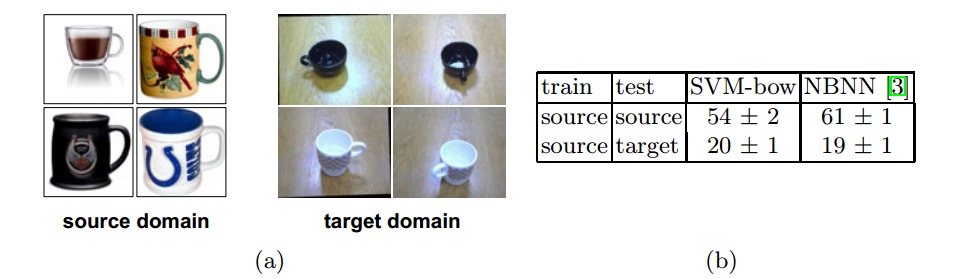 source domain
target domain
(a)
train test SVM-bow NBNN [3]
source source 54 ± 2 61 ± 1
source target 20 ± 1 19 ± 1
(b)